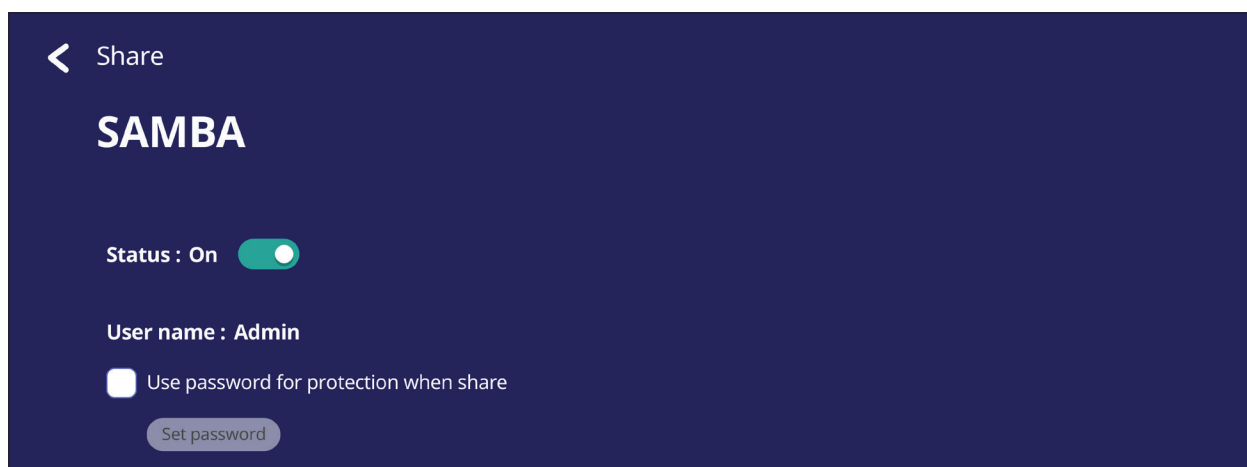 Share
SAMBA
Status : On
User name : Admin
Use password for protection when share
Set password